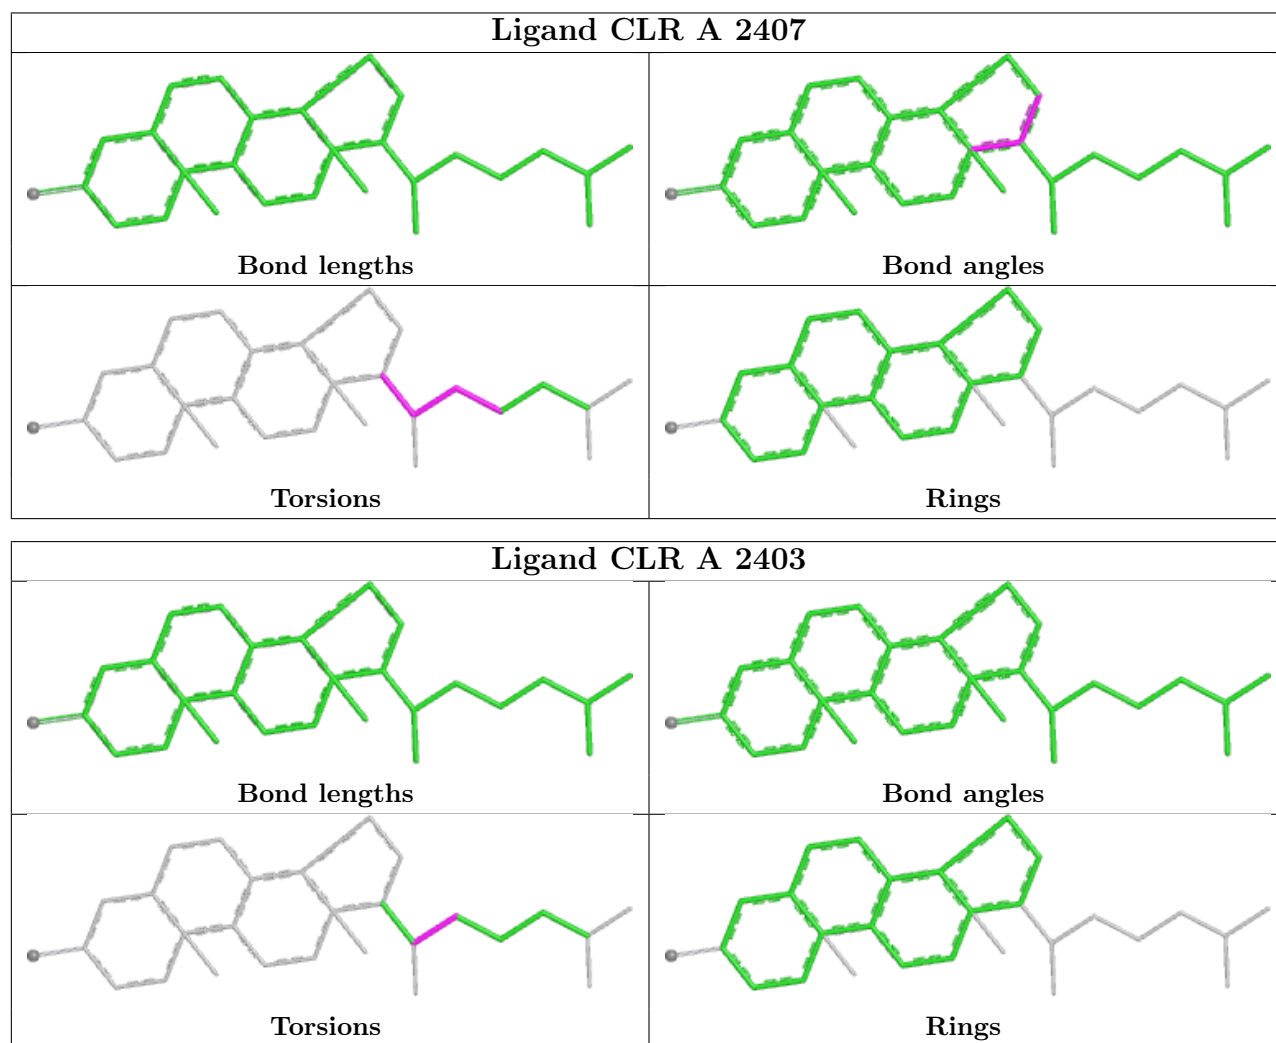 Ligand CLR A 2407
Bond lengths
Bond angles
Torsions
Rings
Ligand CLR A 2403
Bond lengths
Bond angles
Torsions
Rings